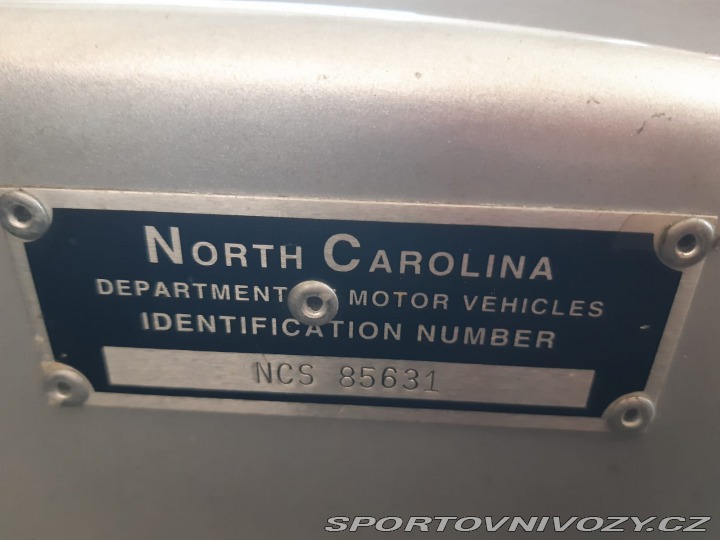 NORTH CAROLINA
DEPARTMENT MOTOR VEHICLES
IDENTIFICATION NUMBER
NCS 85631
SPORTOVNIVOZY.CZ